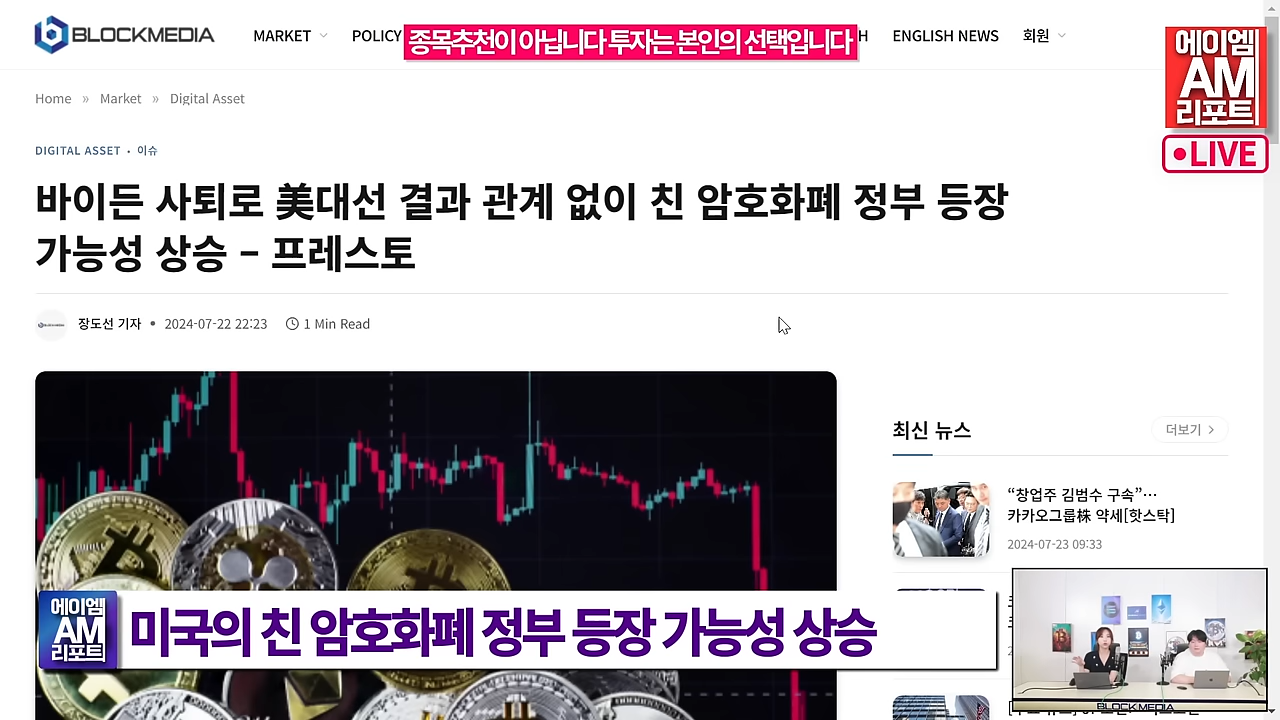 BLOCKMEDIA
MARKET
POLICY
종목추천이 아닙니다 투자는 본인의 선택입니다
H
ENGLISH NEWS
회원
에이엠
AM
리포트
LIVE
Home » Market » Digital Asset
DIGITAL ASSET • 이슈
바이든 사퇴로 美대선 결과 관계 없이 친 암호화폐 정부 등장
가능성 상승 – 프레스토
장도선 기자 • 2024-07-22 22:23 1 Min Read
최신 뉴스
더보기 >
“창업주 김범수 구속”…
카카오그룹株 약세[핫스탁]
2024-07-23 09:33
에이엠
AM
리포트
미국의 친 암호화폐 정부 등장 가능성 상승
BLOCKMEDIA